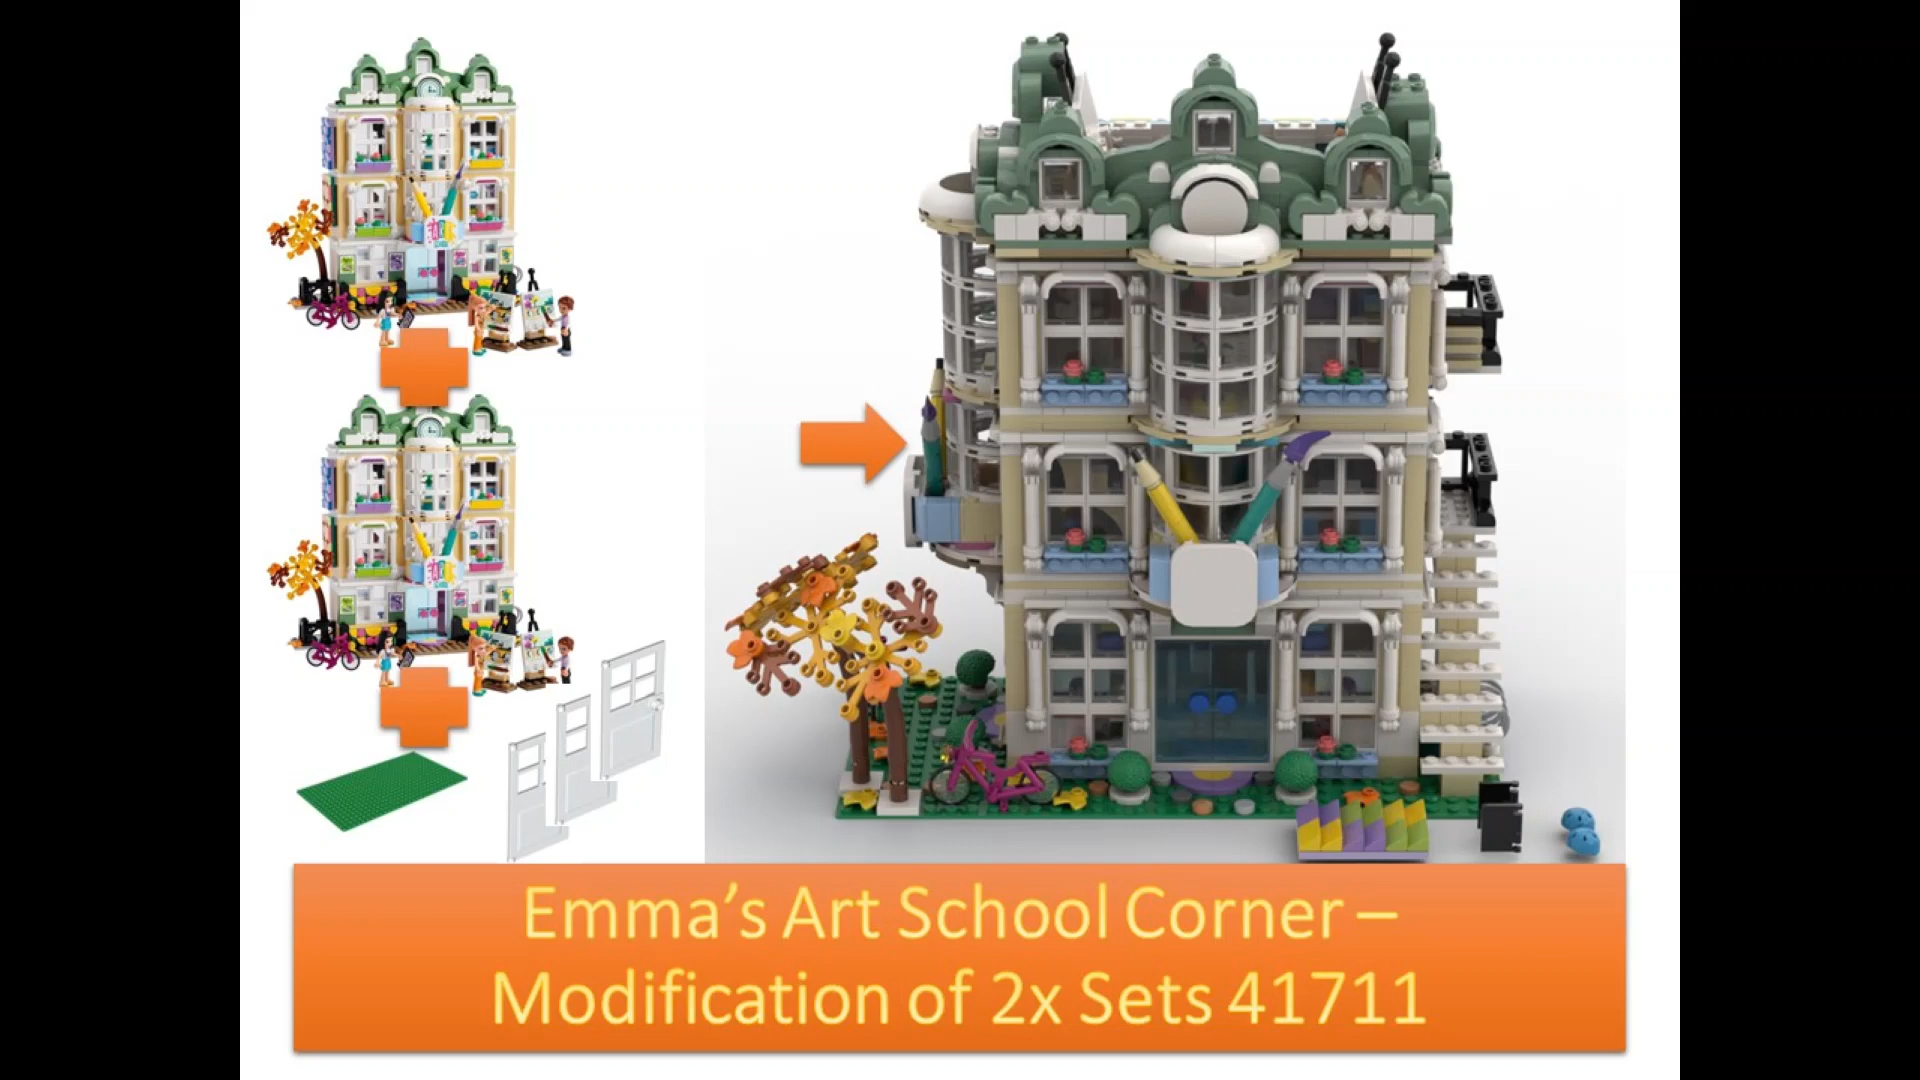 Emma’s Art School Corner –
Modification of 2x Sets 41711